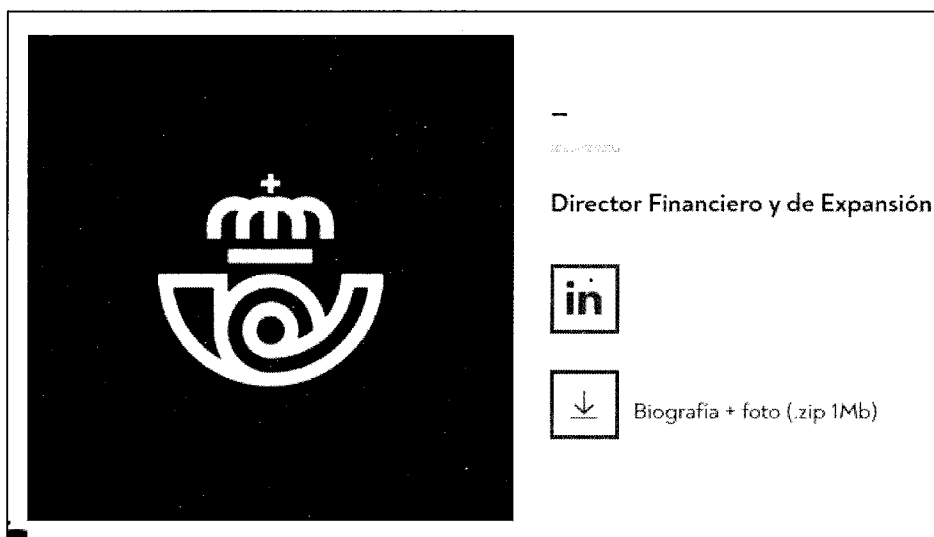 Director Financiero y de Expansión
in
Biografía + foto (.zip 1Mb)